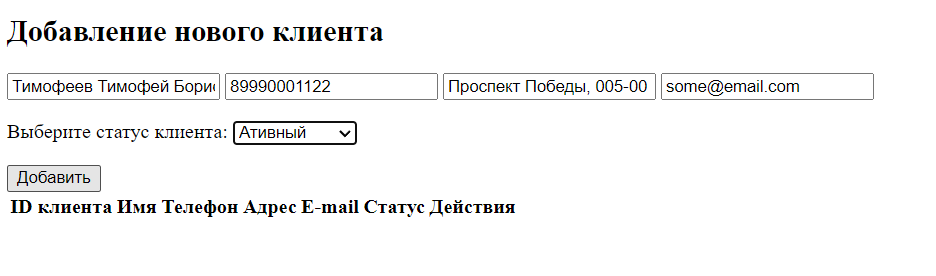 Добавление нового клиента
Тимофеев Тимофей Борис 89990001122 Проспект Победы, 005-00 some@email.com
Выберите статус клиента: Ативный
Добавить
ID клиента Имя Телефон Адрес E-mail Статус Действия